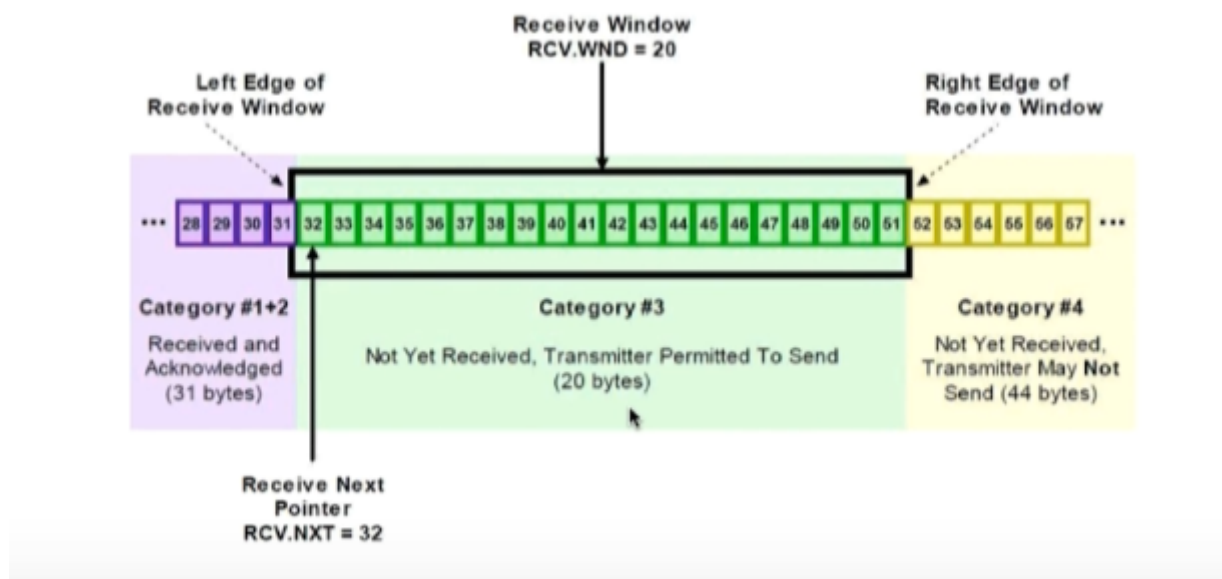 Receive Window
RCV.WND = 20
Left Edge of
Receive Window
Right Edge of
Receive Window
... 28 29 30 31 32 33 34 35 36 37 38 39 40 41 42 43 44 45 46 47 48 49 50 51 52 53 54 55 56 57 ...
Category #1+2
Received and
Acknowledged
(31 bytes)
Category #3
Not Yet Received, Transmitter Permitted To Send
(20 bytes)
Category #4
Not Yet Received,
Transmitter May Not
Send (44 bytes)
Receive Next
Pointer
RCV.NXT = 32